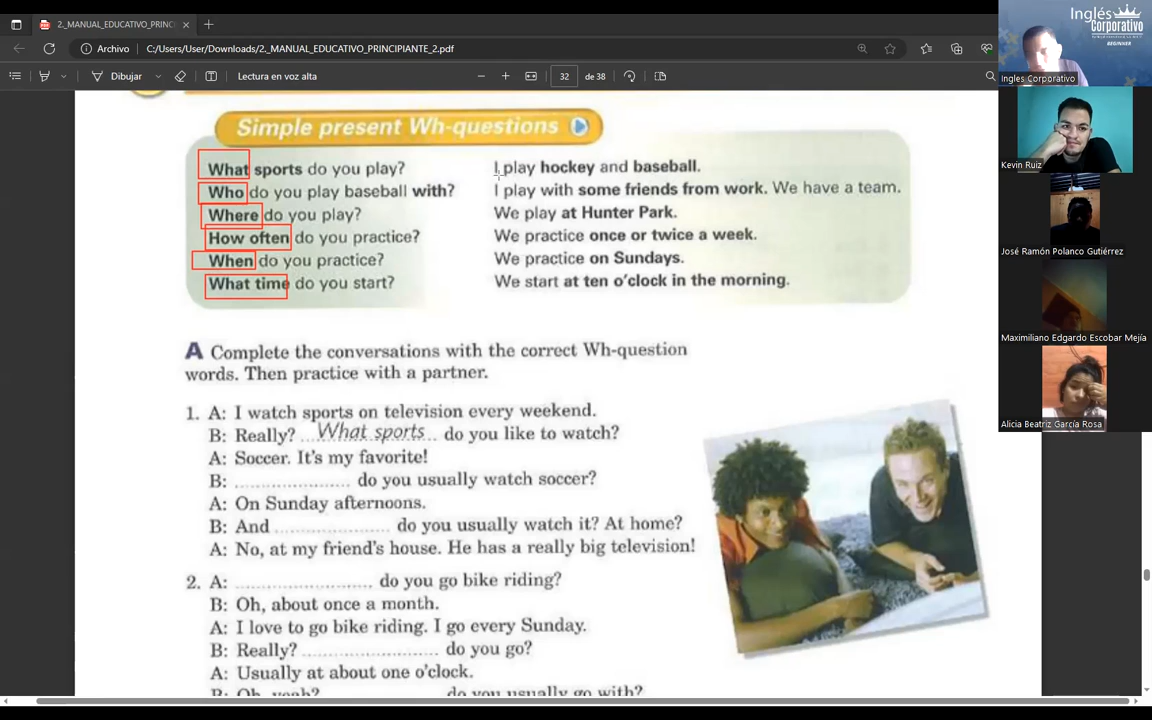 2._MANUAL_EDUCATIVO_PRINC
Archivo
C:/Users/User/Downloads/2._MANUAL_EDUCATIVO_PRINCIPIANTE_2.pdf
Dibujar
Lectura en voz alta
32
de 38
Simple present Wh-questions
What sports do you play? I play hockey and baseball.
Who do you play baseball with? I play with some friends from work. We have a team.
Where do you play? We play at Hunter Park.
How often do you practice? We practice once or twice a week.
When do you practice? We practice on Sundays.
What time do you start? We start at ten o'clock in the morning.
A Complete the conversations with the correct Wh-question
words. Then practice with a partner.
1. A: I watch sports on television every weekend.
B: Really? What sports do you like to watch?
A: Soccer. It's my favorite!
B: ...................... do you usually watch soccer?
A: On Sunday afternoons.
B: And ...................... do you usually watch it? At home?
A: No, at my friend's house. He has a really big television!
2. A: ...................... do you go bike riding?
B: Oh, about once a month.
A: I love to go bike riding. I go every Sunday.
B: Really? ...................... do you go?
A: Usually at about one o'clock.
B: Oh, yeah? ...................... do you usually go with?
Inglés
Corporativo
BEGINNER
Ingles Corporativo
Kevin Ruiz
José Ramón Polanco Gutiérrez
Maximiliano Edgardo Escobar Mejía
Alicia Beatriz García Rosa